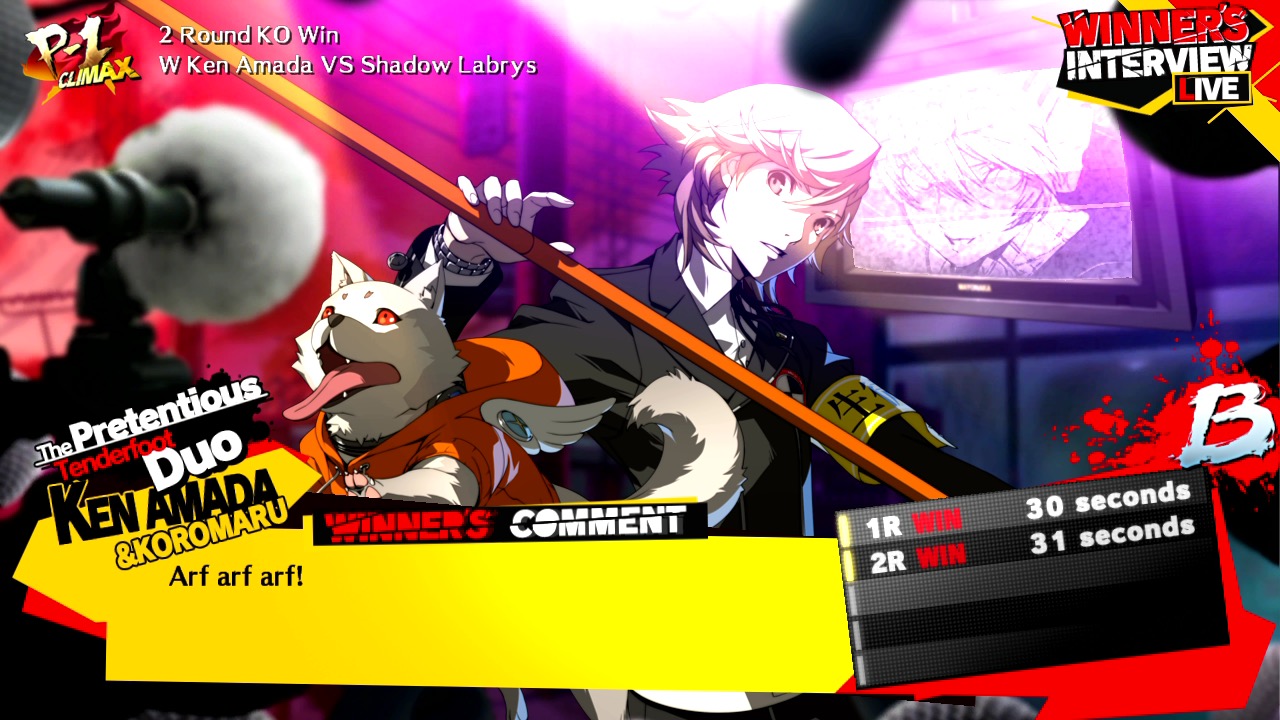 P-1
CLIMAX
2 Round KO Win
W Ken Amada VS Shadow Labrys
WINNER'S
INTERVIEW
LIVE
生
The Pretentious
Tenderfoot
Duo
KEN AMADA
&KOROMARU
B
WINNER'S COMMENT
Arf arf arf!
1R WIN 30 seconds
2R WIN 31 seconds